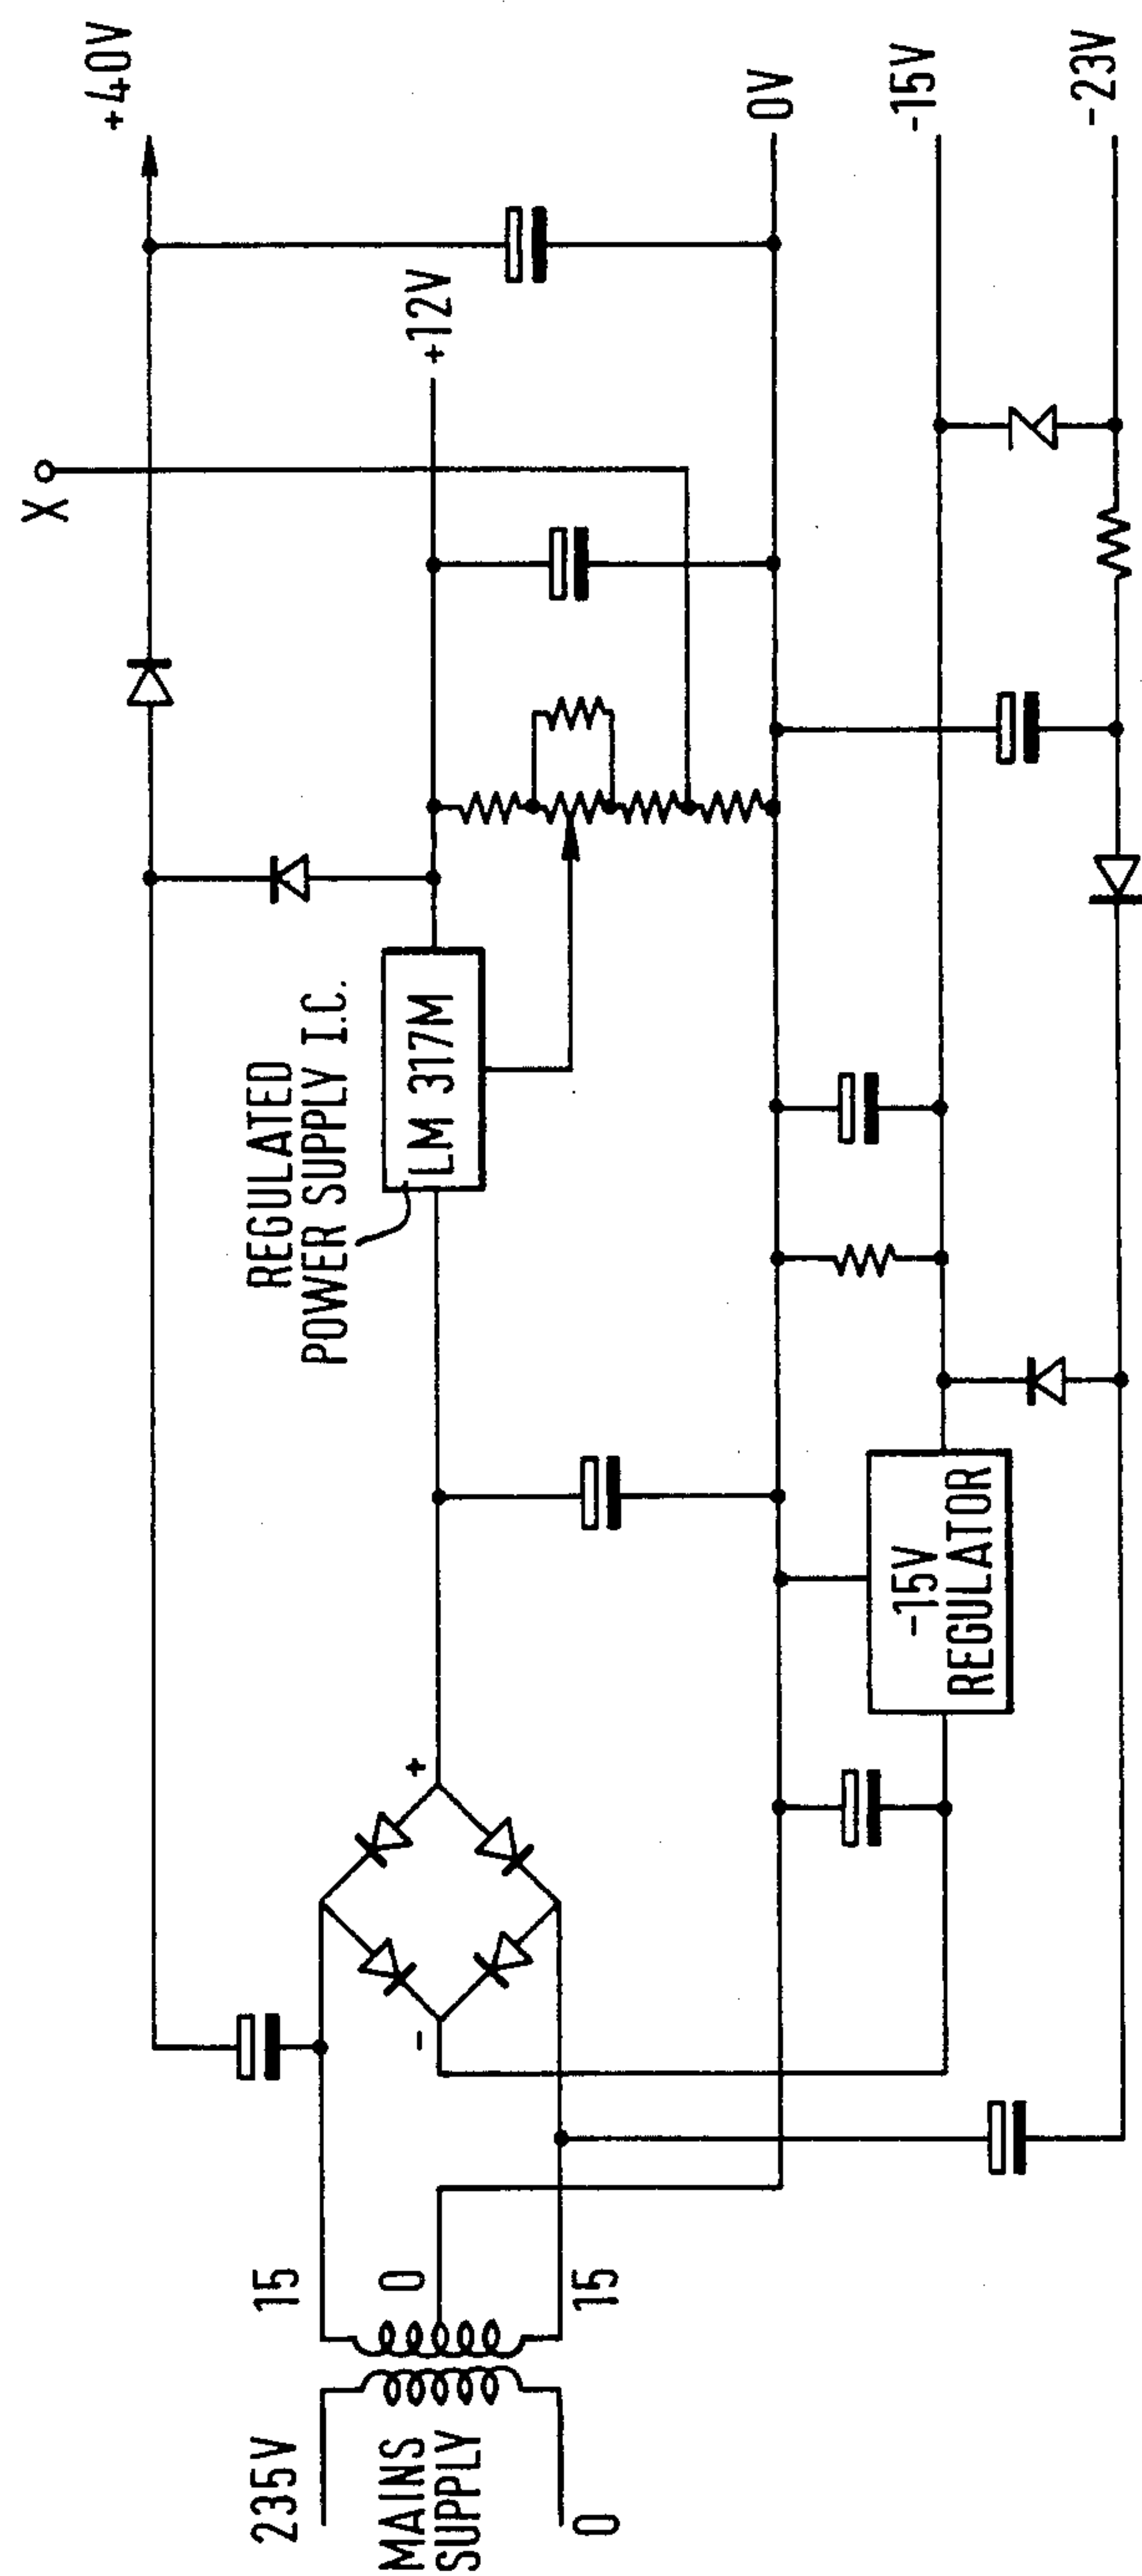 235V
MAINS
SUPPLY
0
15
0
15
+
-
REGULATED
POWER SUPPLY I.C.
LM 317M
-15V
REGULATOR
X
+12V
+40V
0V
-15V
-23V